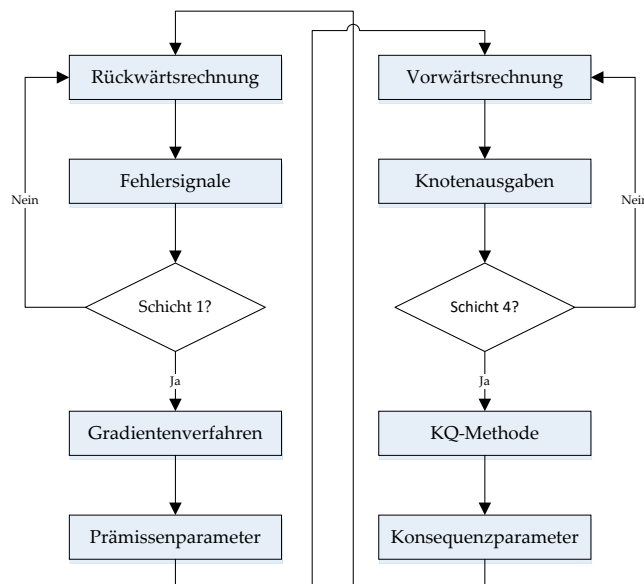 Rückwärtsrechnung
Fehlersignale
Nein
Schicht 1?
Ja
Gradientenverfahren
Prämissenparameter
Vorwärtsrechnung
Knotenausgaben
Nein
Schicht 4?
Ja
KQ-Methode
Konsequenzparameter